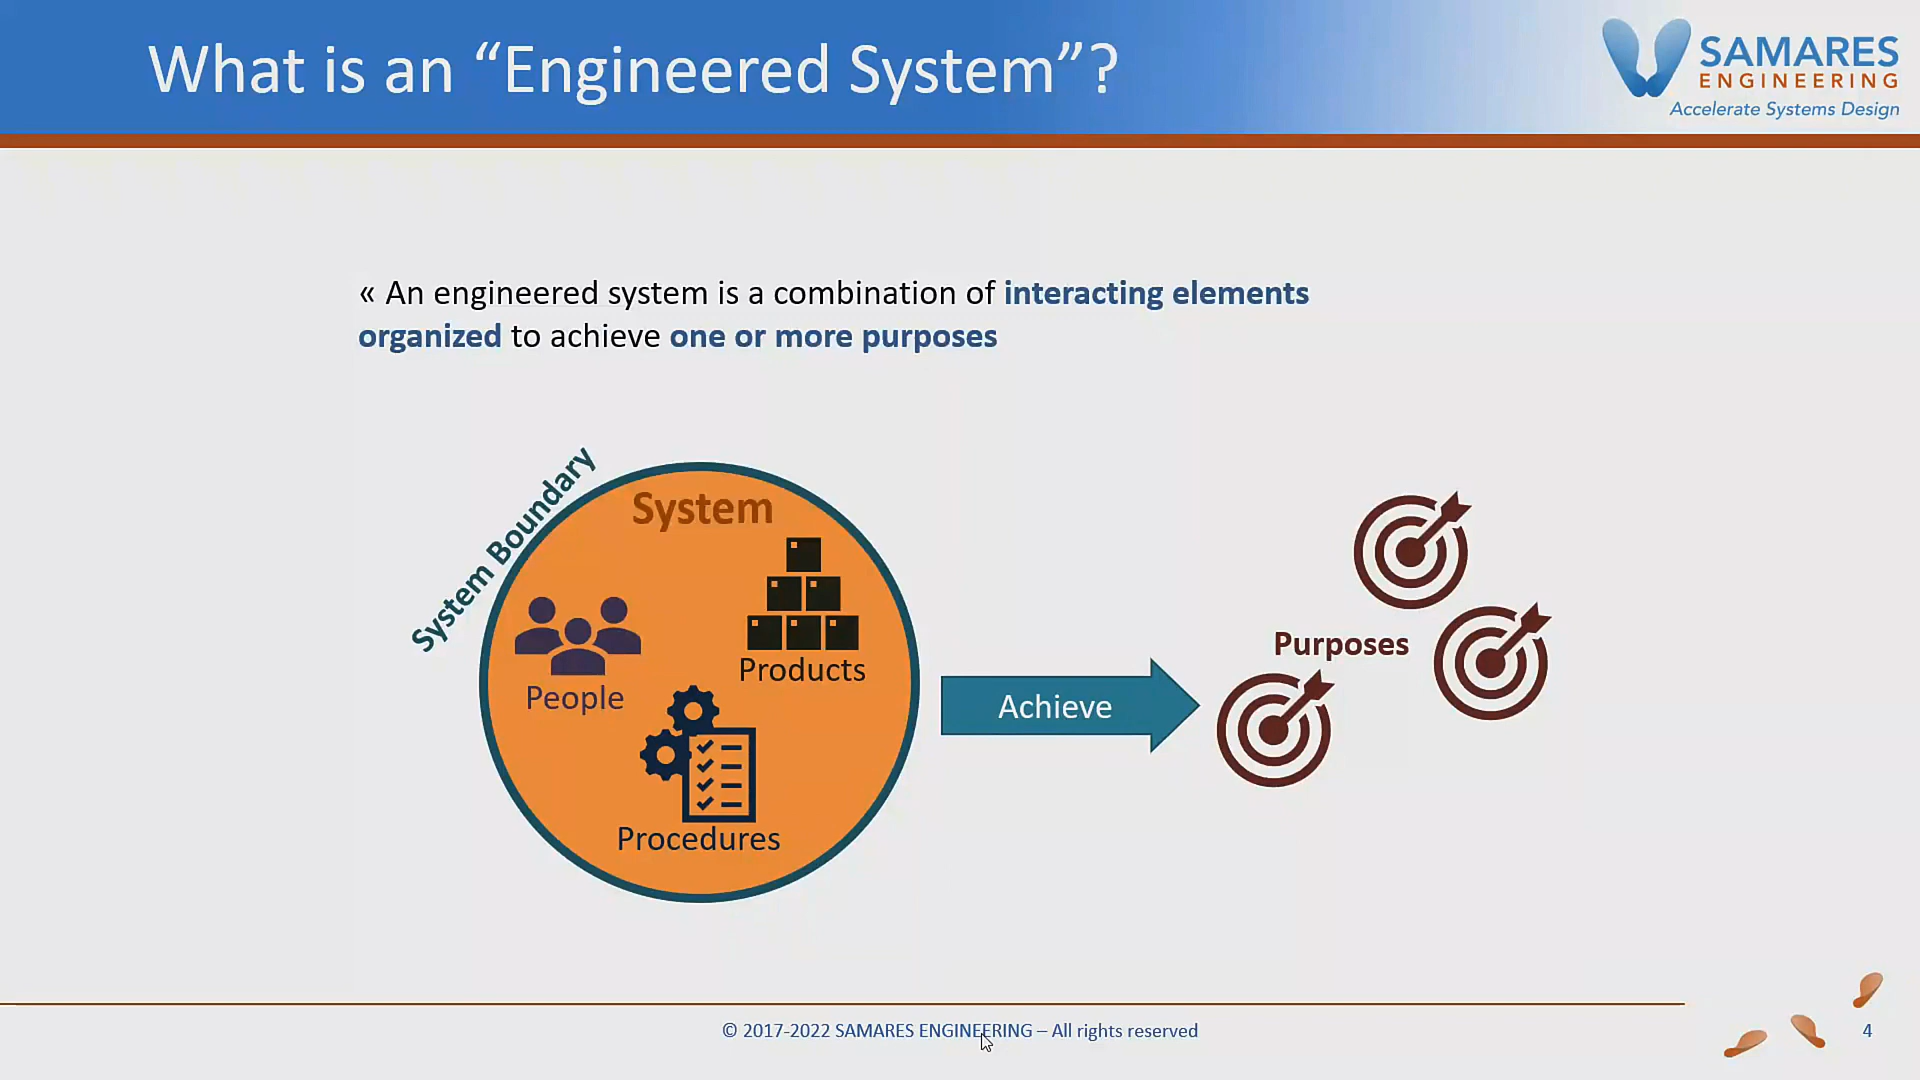 What is an “Engineered System”?
SAMARES
ENGINEERING
Accelerate Systems Design
« An engineered system is a combination of interacting elements
organized to achieve one or more purposes
System Boundary
System
People
Products
Procedures
Achieve
Purposes
© 2017-2022 SAMARES ENGINEERING – All rights reserved
4